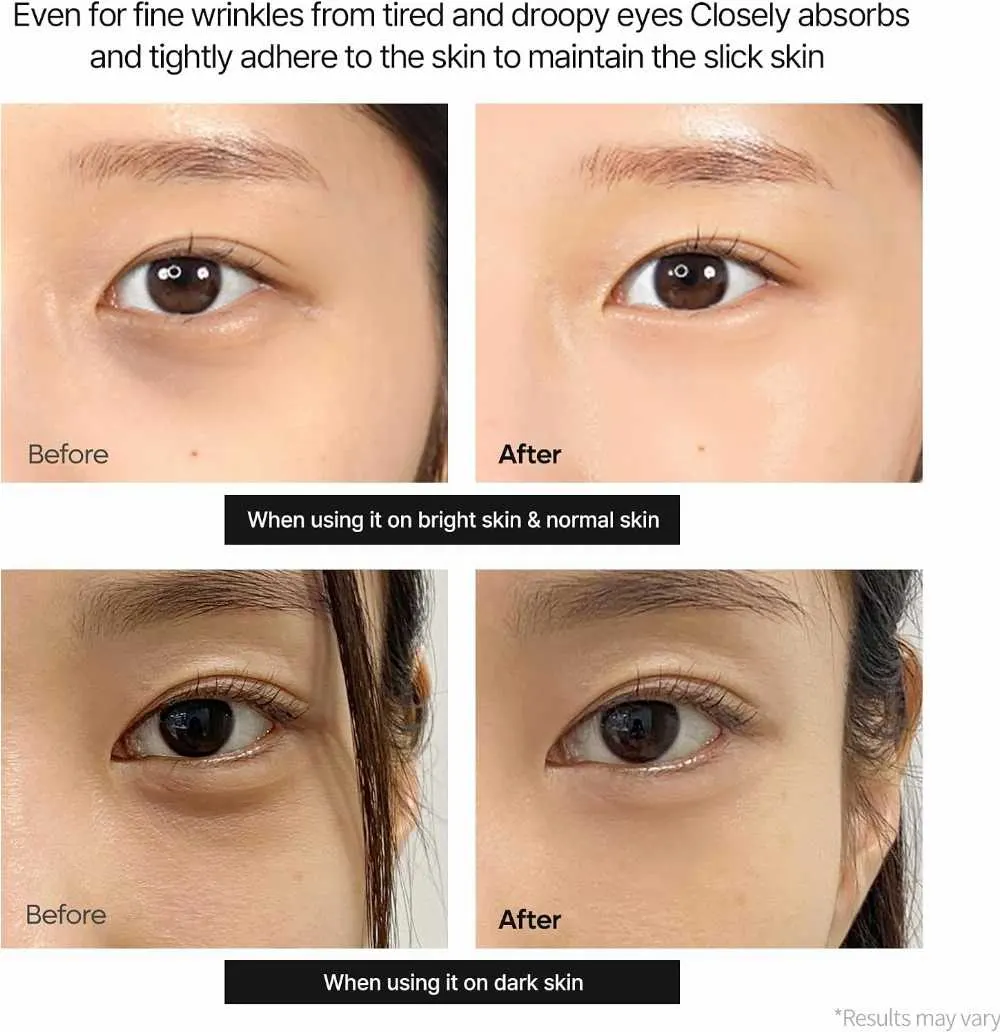 Even for fine wrinkles from tired and droopy eyes Closely absorbs
and tightly adhere to the skin to maintain the slick skin
Before
After
When using it on bright skin & normal skin
Before
After
When using it on dark skin
*Results may vary